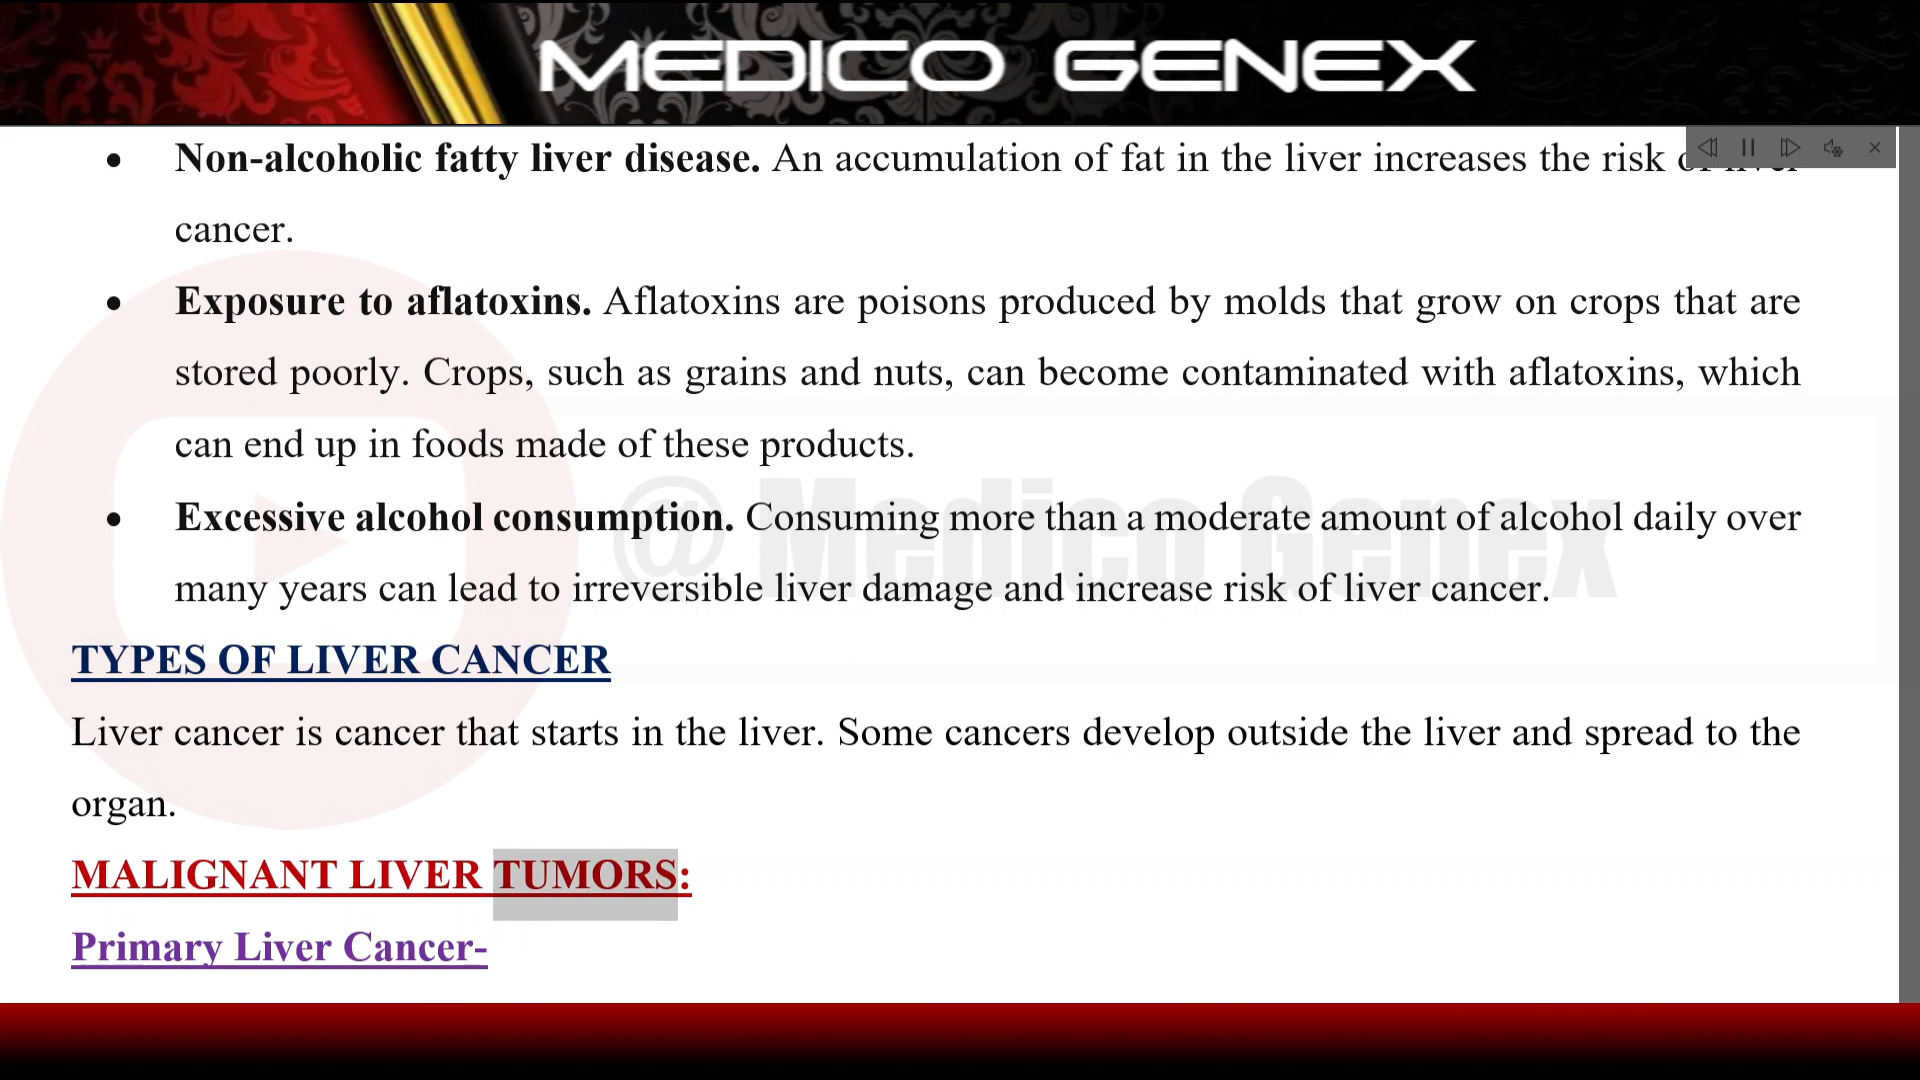 MEDICO GENEX
• Non-alcoholic fatty liver disease. An accumulation of fat in the liver increases the risk of liver
cancer.
• Exposure to aflatoxins. Aflatoxins are poisons produced by molds that grow on crops that are
stored poorly. Crops, such as grains and nuts, can become contaminated with aflatoxins, which
can end up in foods made of these products.
@Medico Genex
• Excessive alcohol consumption. Consuming more than a moderate amount of alcohol daily over
many years can lead to irreversible liver damage and increase risk of liver cancer.
TYPES OF LIVER CANCER
Liver cancer is cancer that starts in the liver. Some cancers develop outside the liver and spread to the
organ.
MALIGNANT LIVER TUMORS:
Primary Liver Cancer-